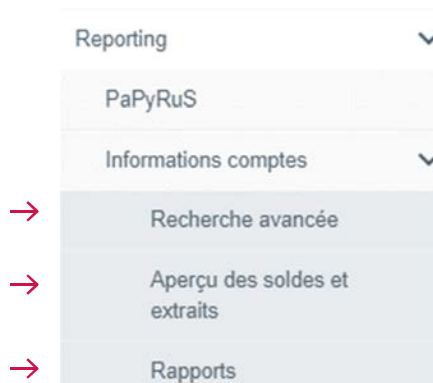 Reporting
PaPyRuS
Informations comptes
Recherche avancée
Aperçu des soldes et
extraits
Rapports